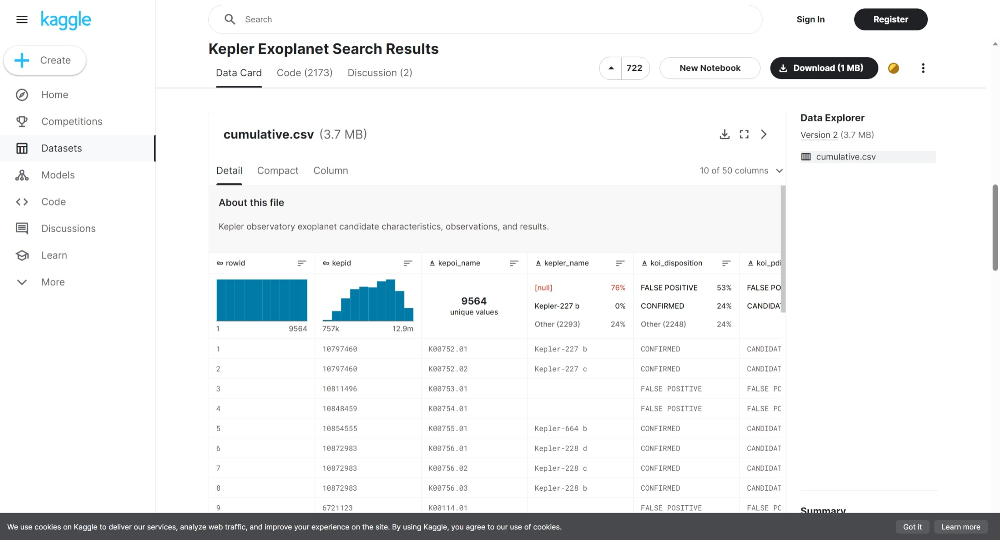 kaggle
Search
Sign In
Register
Create
Home
Competitions
Datasets
Models
Code
Discussions
Learn
More
Kepler Exoplanet Search Results
Data Card Code (2173) Discussion (2)
722
New Notebook
Download (1 MB)
cumulative.csv (3.7 MB)
Detail Compact Column
10 of 50 columns
About this file
Kepler observatory exoplanet candidate characteristics, observations, and results.
rowid kepid A kepoi_name A kepler_name A koi_disposition A koi_pdi
1 9564
757k 12.9m
9564
unique values
[null] 76%
Kepler-227 b 0%
Other (2293) 24%
FALSE POSITIVE 53%
CONFIRMED 24%
Other (2248) 24%
FALSE PO
CANDIDAT
1 10797460 K00752.01 Kepler-227 b CONFIRMED CANDIDAT
2 10797460 K00752.02 Kepler-227 c CONFIRMED CANDIDAT
3 10811496 K00753.01 FALSE POSITIVE FALSE PO
4 10848459 K00754.01 FALSE POSITIVE FALSE PO
5 10854555 K00755.01 Kepler-664 b CONFIRMED CANDIDAT
6 10872983 K00756.01 Kepler-228 d CONFIRMED CANDIDAT
7 10872983 K00756.02 Kepler-228 c CONFIRMED CANDIDAT
8 10872983 K00756.03 Kepler-228 b CONFIRMED CANDIDAT
9 6721123 K00114.01 FALSE POSITIVE FALSE PO
Data Explorer
Version 2 (3.7 MB)
cumulative.csv
Summary
We use cookies on Kaggle to deliver our services, analyze web traffic, and improve your experience on the site. By using Kaggle, you agree to our use of cookies.
Got it
Learn more